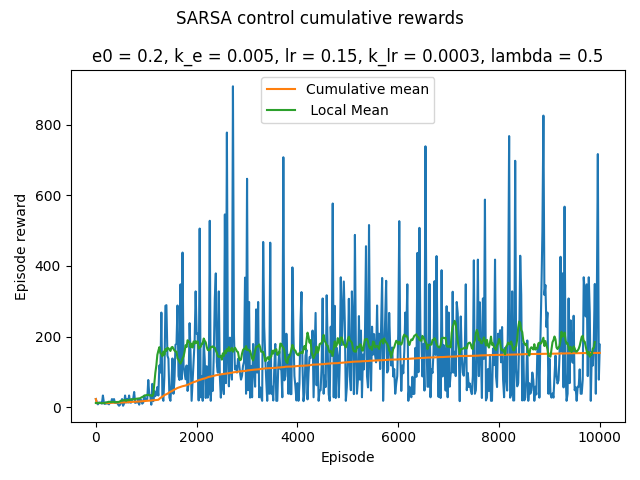 SARSA control cumulative rewards
e0 = 0.2, k_e = 0.005, lr = 0.15, k_lr = 0.0003, lambda = 0.5
Cumulative mean
Local Mean
800
600
400
200
0
Episode reward
0 2000 4000 6000 8000 10000
Episode